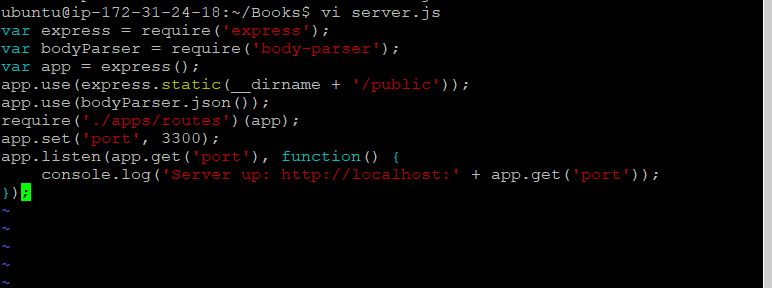 ubuntu@ip-172-31-24-18:~/Books$ vi server.js
var express = require('express');
var bodyParser = require('body-parser');
var app = express();
app.use(express.static(__dirname + '/public'));
app.use(bodyParser.json());
require('./apps/routes')(app);
app.set('port', 3300);
app.listen(app.get('port'), function() {
    console.log('Server up: http://localhost:' + app.get('port'));
});
~
~
~
~
~